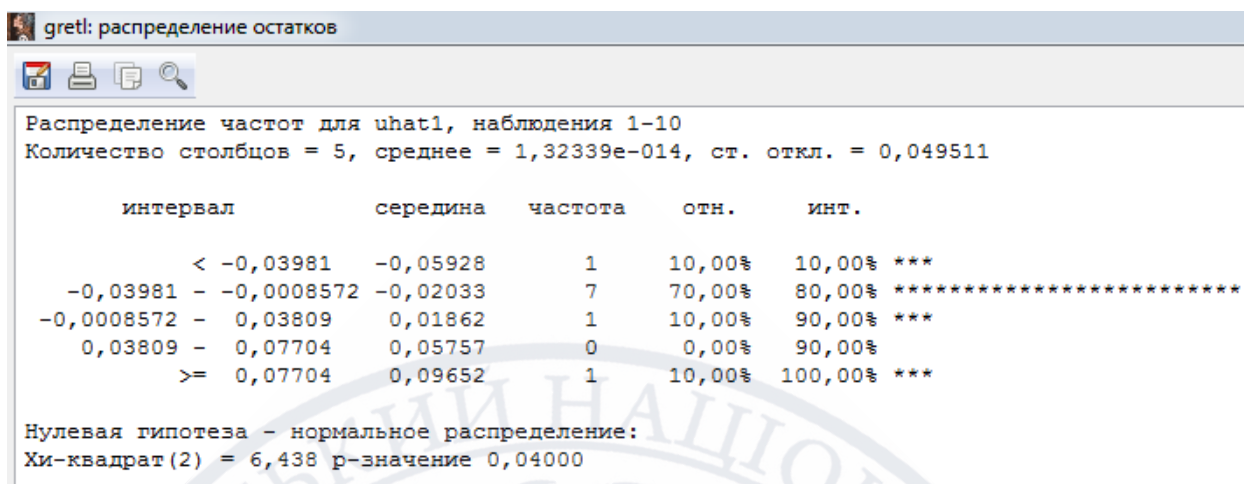 gretl: распределение остатков
Распределение частот для uhat1, наблюдения 1-10
Количество столбцов = 5, среднее = 1,32339e-014, ст. откл. = 0,049511
интервал середина частота отн. инт.
< -0,03981 -0,05928 1 10,00% 10,00% ***
-0,03981 - -0,0008572 -0,02033 7 70,00% 80,00% *************************
-0,0008572 - 0,03809 0,01862 1 10,00% 90,00% ***
0,03809 - 0,07704 0,05757 0 0,00% 90,00%
>= 0,07704 0,09652 1 10,00% 100,00% ***
Нулевая гипотеза - нормальное распределение:
Хи-квадрат(2) = 6,438 р-значение 0,04000